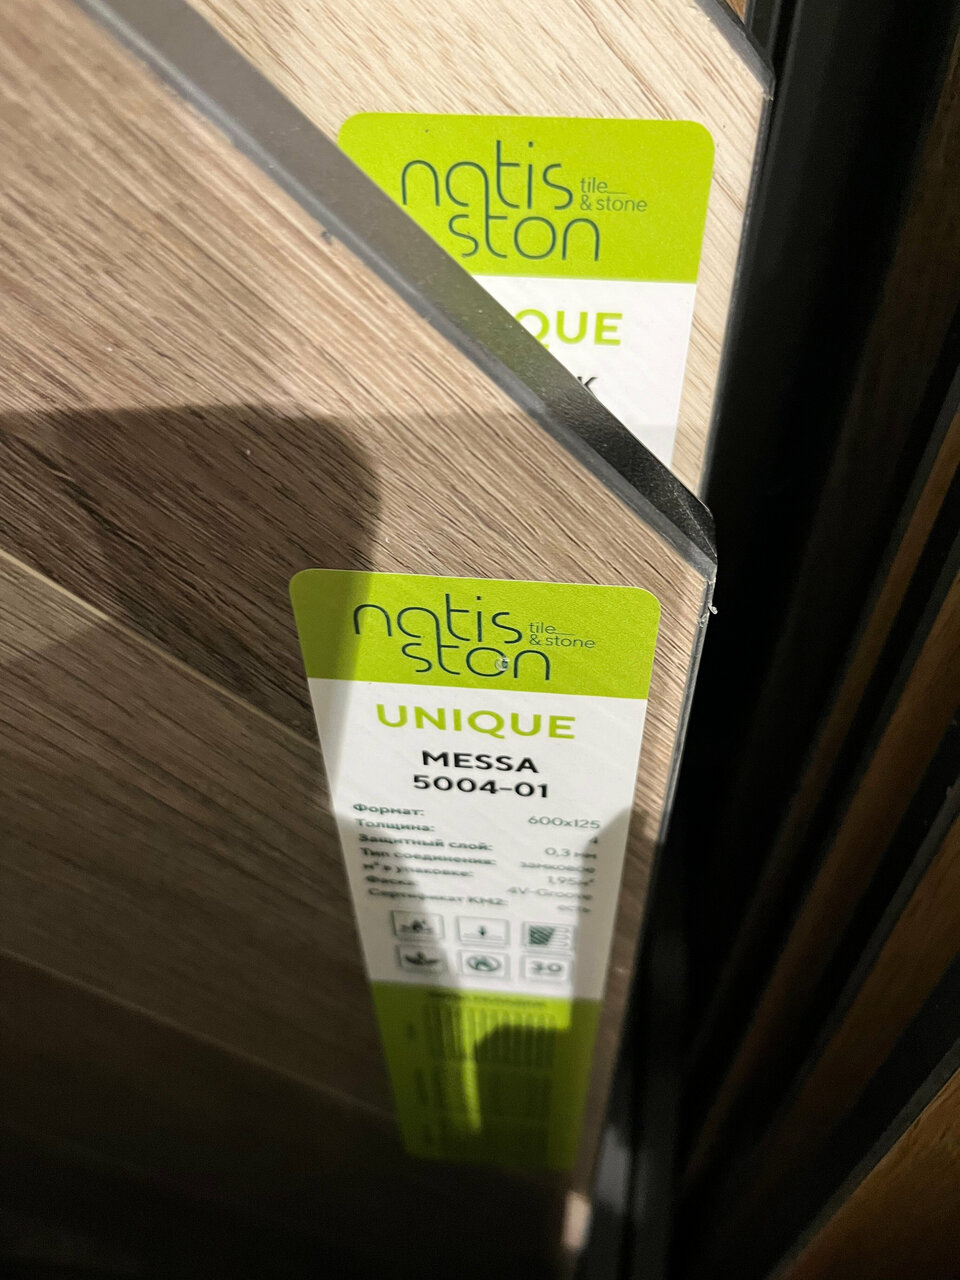 natis
tile
& stone
ston
QUE
K
natis
tile
& stone
ston
UNIQUE
MESSA
5004-01
Формат: 600x125
Толщина:
Защитный слой: 0,3 мм
Тип соединения: замковое
м² в упаковке: 1,95м²
Фаска: 4V-Groove
Сертификат КМ2: есть
30